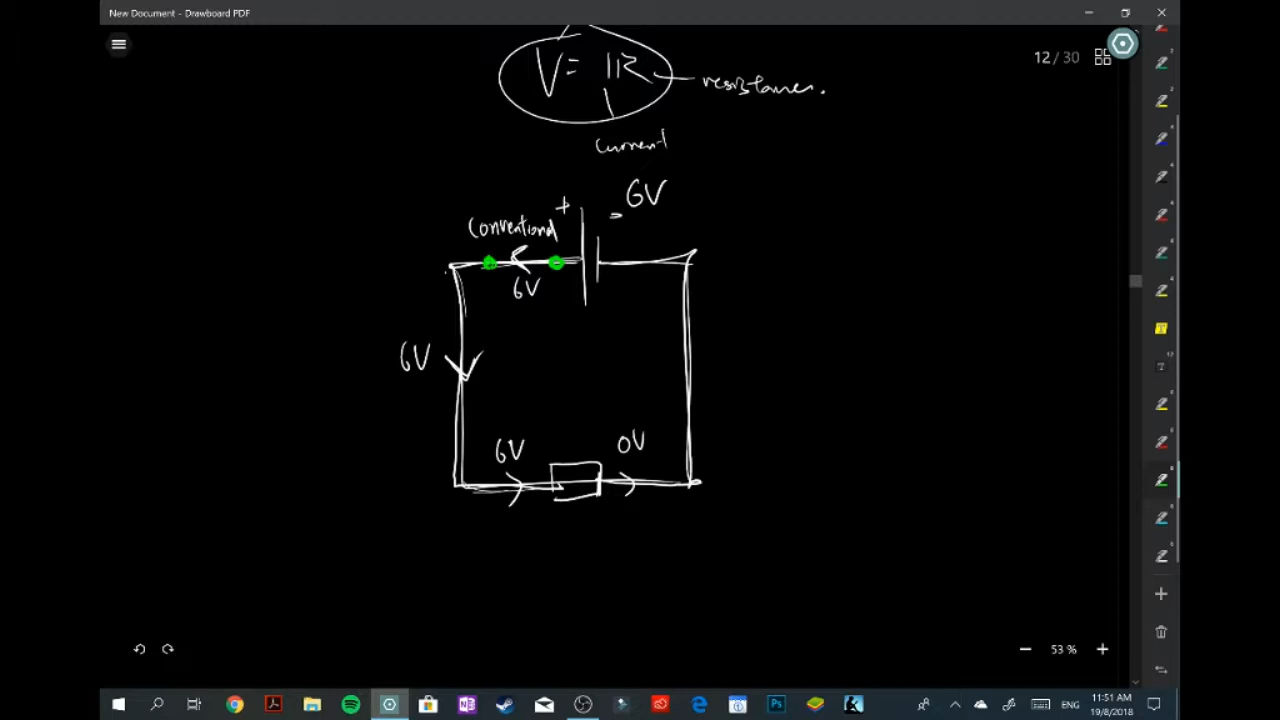 New Document - Drawboard PDF
12 / 30
V = IR
resistance.
current
6V
+
-
Conventional
6V
6V
6V
0V
53 %
ENG
11:51 AM
19/8/2018